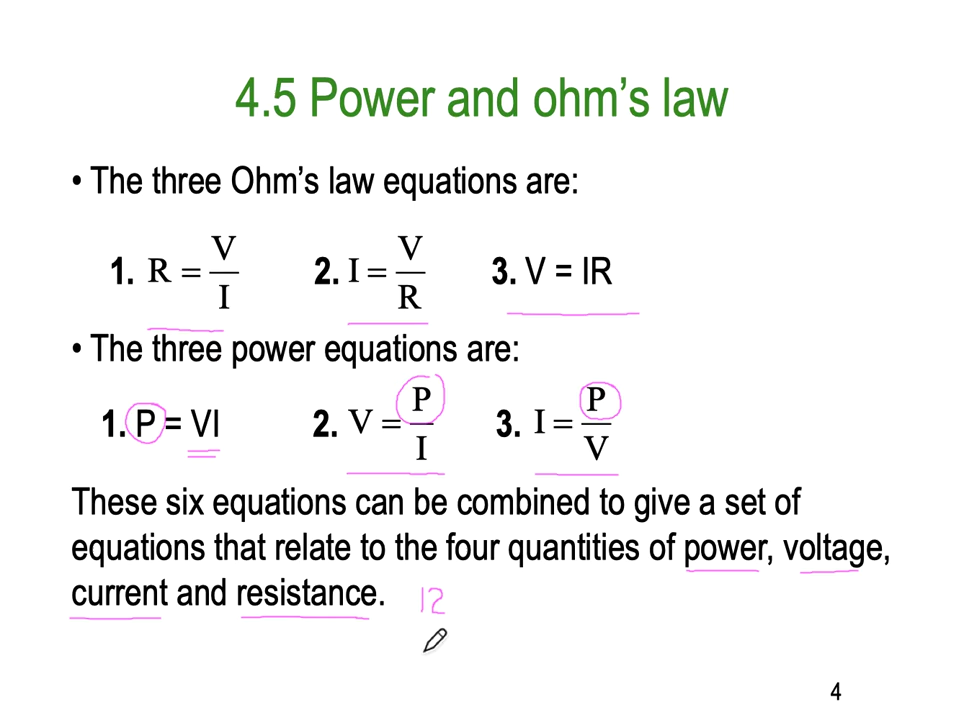 4.5 Power and ohm's law
• The three Ohm's law equations are:
1. R = V/I 2. I = V/R 3. V = IR
• The three power equations are:
1. P = VI 2. V = P/I 3. I = P/V
These six equations can be combined to give a set of
equations that relate to the four quantities of power, voltage,
current and resistance. 12
4